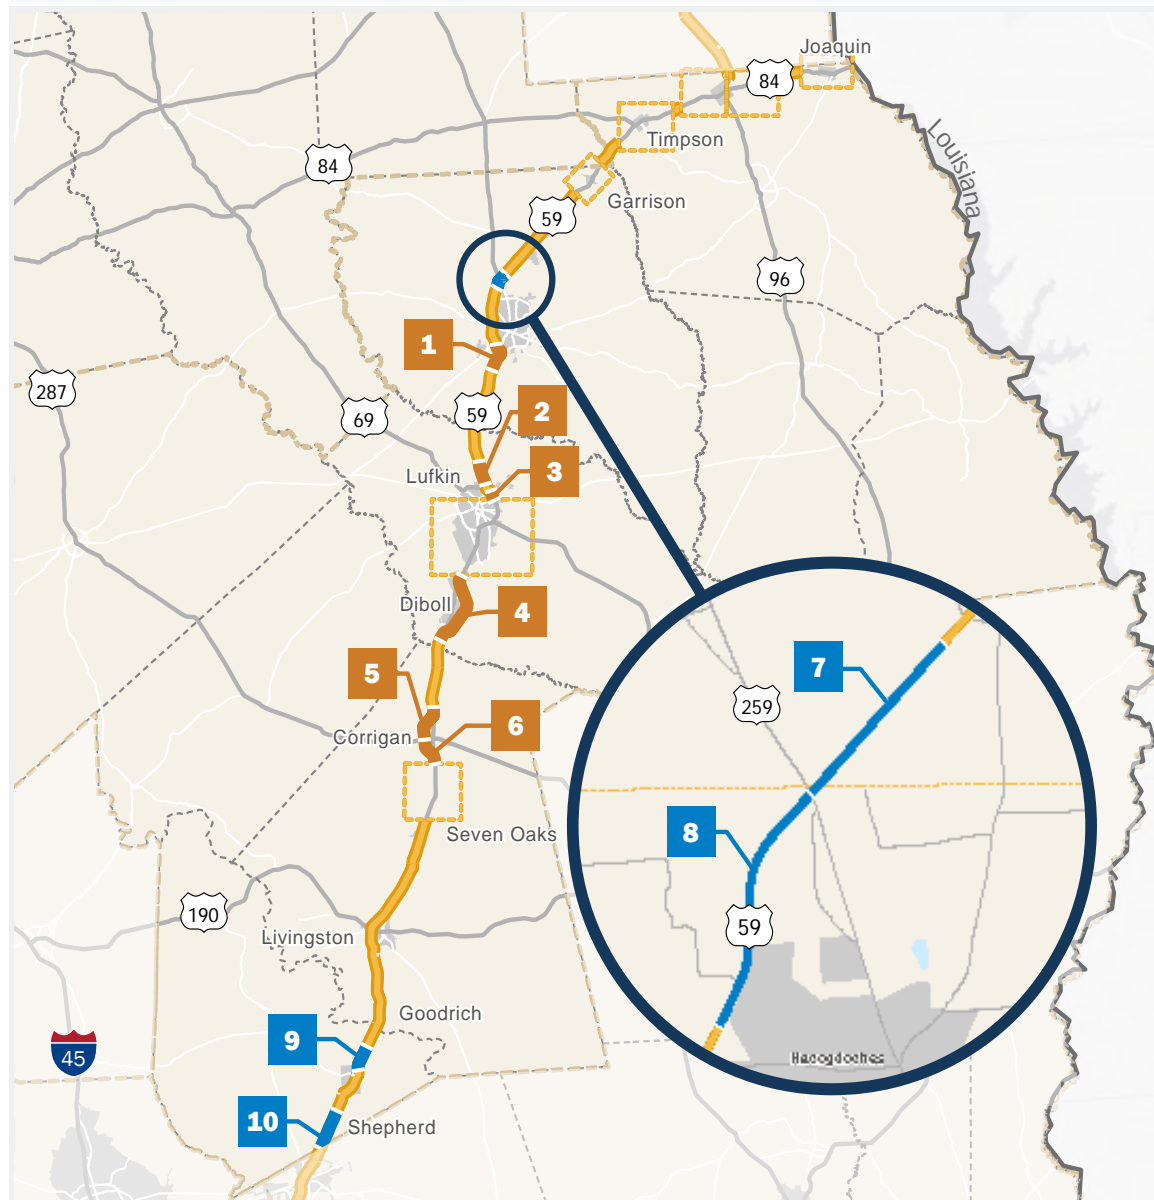 Joaquin
84
Louisiana
Timpson
84
Garrison
59
96
1
287
69
59
2
Lufkin
3
Diboll
4
5
6
Corrigan
7
259
Seven Oaks
8
190
59
Livingston
Goodrich
9
45
Nacogdoches
10
Shepherd